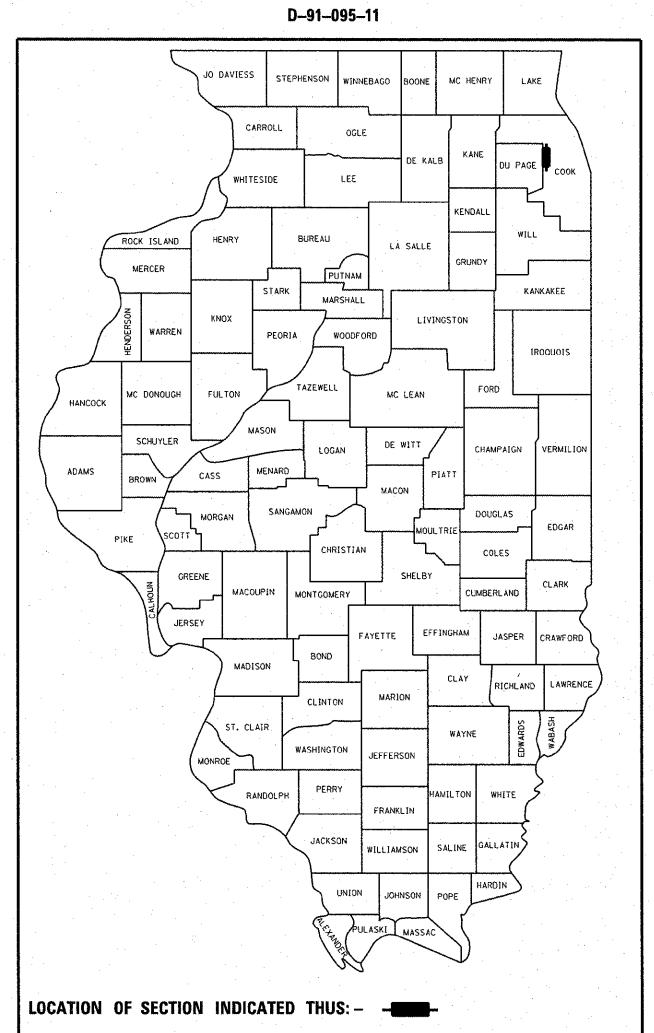 D-91-095-11
JO DAVIESS
STEPHENSON
WINNEBAGO
BOONE
MC HENRY
LAKE
CARROLL
OGLE
DE KALB
KANE
DU PAGE
COOK
WHITESIDE
LEE
KENDALL
ROCK ISLAND
HENRY
BUREAU
LA SALLE
WILL
MERCER
PUTNAM
GRUNDY
STARK
MARSHALL
KANKAKEE
HENDERSON
WARREN
KNOX
PEORIA
WOODFORD
LIVINGSTON
IROQUOIS
HANCOCK
MC DONOUGH
FULTON
TAZEWELL
MC LEAN
FORD
SCHUYLER
MASON
LOGAN
DE WITT
CHAMPAIGN
VERMILION
ADAMS
BROWN
CASS
MENARD
PIATT
MACON
MORGAN
SANGAMON
DOUGLAS
EDGAR
PIKE
SCOTT
CHRISTIAN
MOULTRIE
COLES
GREENE
MACOUPIN
MONTGOMERY
SHELBY
CLARK
CALHOUN
JERSEY
CUMBERLAND
FAYETTE
EFFINGHAM
JASPER
CRAWFORD
MADISON
BOND
CLAY
RICHLAND
LAWRENCE
CLINTON
MARION
ST. CLAIR
WAYNE
EDWARDS
WABASH
MONROE
WASHINGTON
JEFFERSON
RANDOLPH
PERRY
HAMILTON
WHITE
FRANKLIN
JACKSON
WILLIAMSON
SALINE
GALLATIN
UNION
JOHNSON
POPE
HARDIN
ALEXANDER
PULASKI
MASSAC
LOCATION OF SECTION INDICATED THUS: -